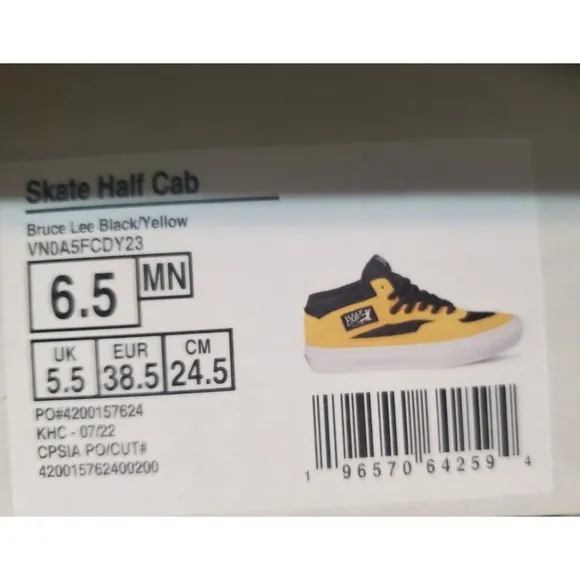 Skate Half Cab
Bruce Lee Black/Yellow
VN0A5FCDY23
6.5 MN
UK EUR CM
5.5 38.5 24.5
PO#4200157624
KHC - 07/22
CPSIA PO/CUT#
420015762400200
1 96570 64259 4